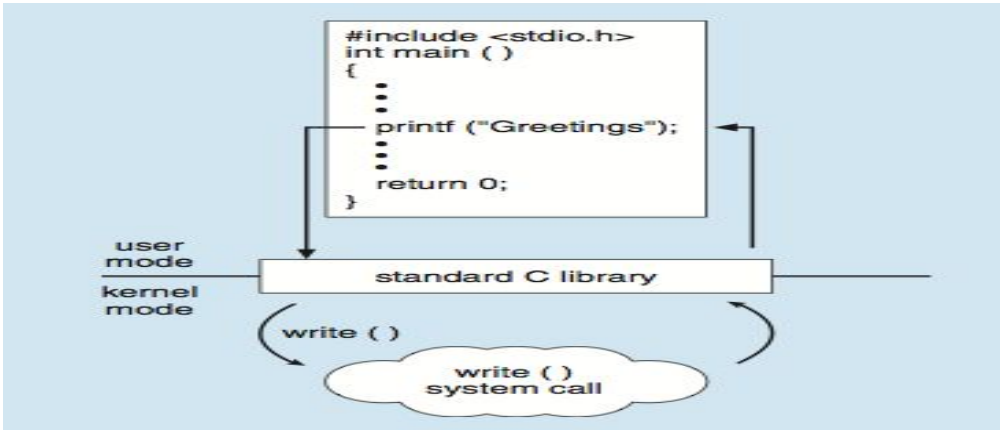 #include <stdio.h>
int main ( )
{
•
•
•
printf ("Greetings");
•
•
•
return 0;
}
user
mode
standard C library
kernel
mode
write ( )
write ( )
system call